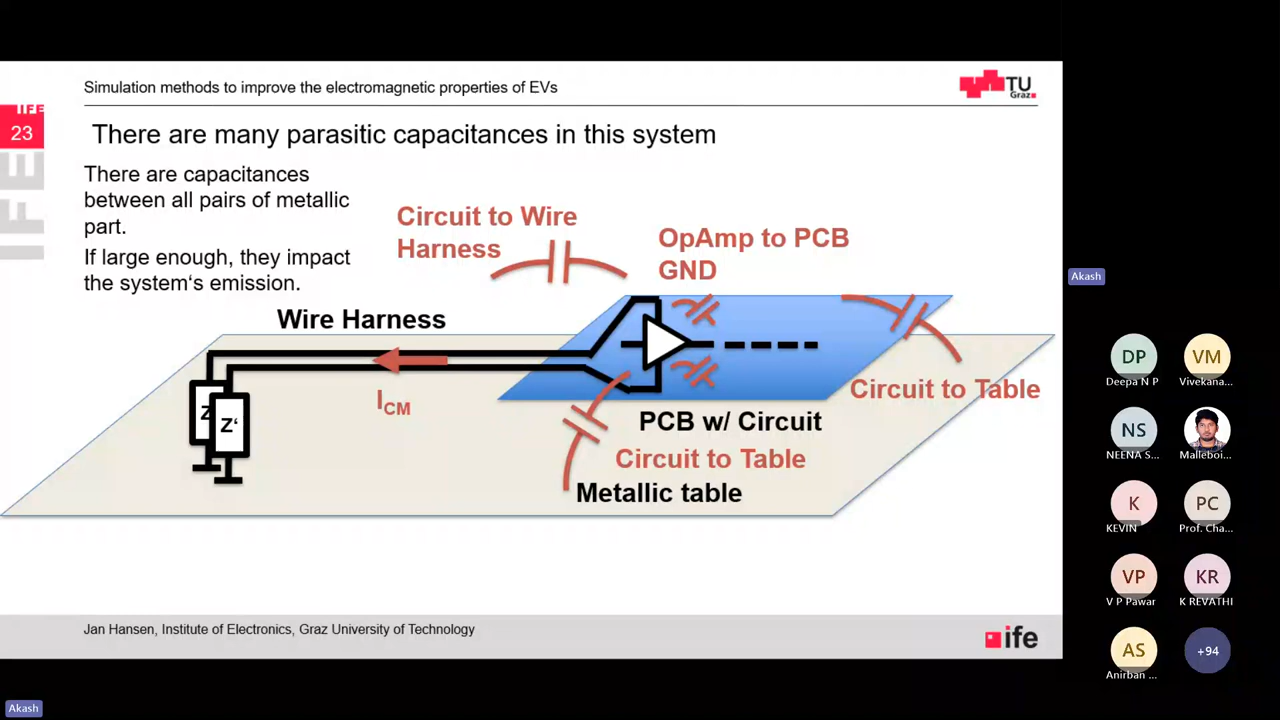 Simulation methods to improve the electromagnetic properties of EVs
TU
Graz
IFE
23
IFE
There are many parasitic capacitances in this system
There are capacitances
between all pairs of metallic
part.
If large enough, they impact
the system‘s emission.
Circuit to Wire
Harness
OpAmp to PCB
GND
Wire Harness
I_CM
Z
Z‘
Circuit to Table
PCB w/ Circuit
Circuit to Table
Metallic table
Jan Hansen, Institute of Electronics, Graz University of Technology
ife
Akash
DP
Deepa N P
VM
Vivekana...
NS
NEENA S...
Malleboi...
K
KEVIN
PC
Prof. Cha...
VP
V P Pawar
KR
K REVATHI
AS
Anirban ...
+94
Akash